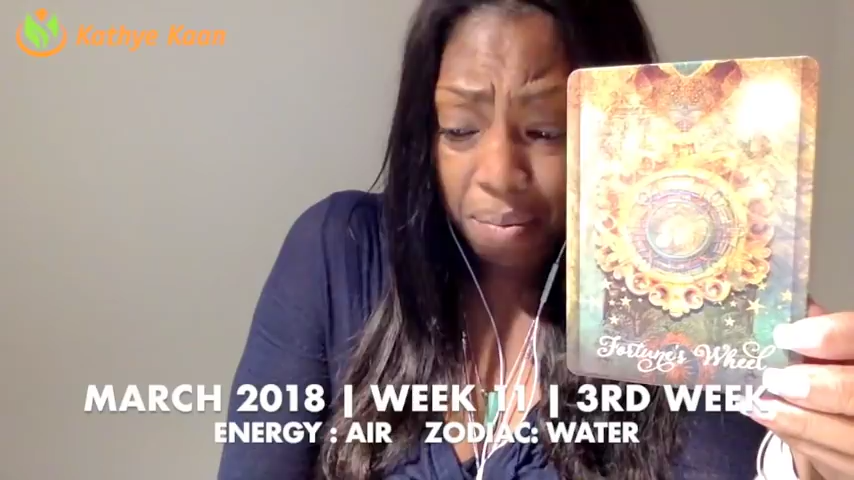 Kathye Kaan
Fortune's Wheel
MARCH 2018 | WEEK 11 | 3RD WEEK
ENERGY : AIR ZODIAC: WATER